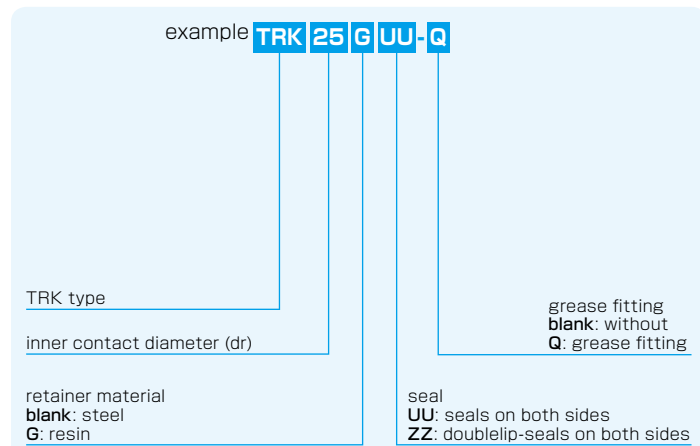 example TRK 25 G UU-Q
TRK type
inner contact diameter (dr)
retainer material
blank: steel
G: resin
grease fitting
blank: without
Q: grease fitting
seal
UU: seals on both sides
ZZ: doublelip-seals on both sides